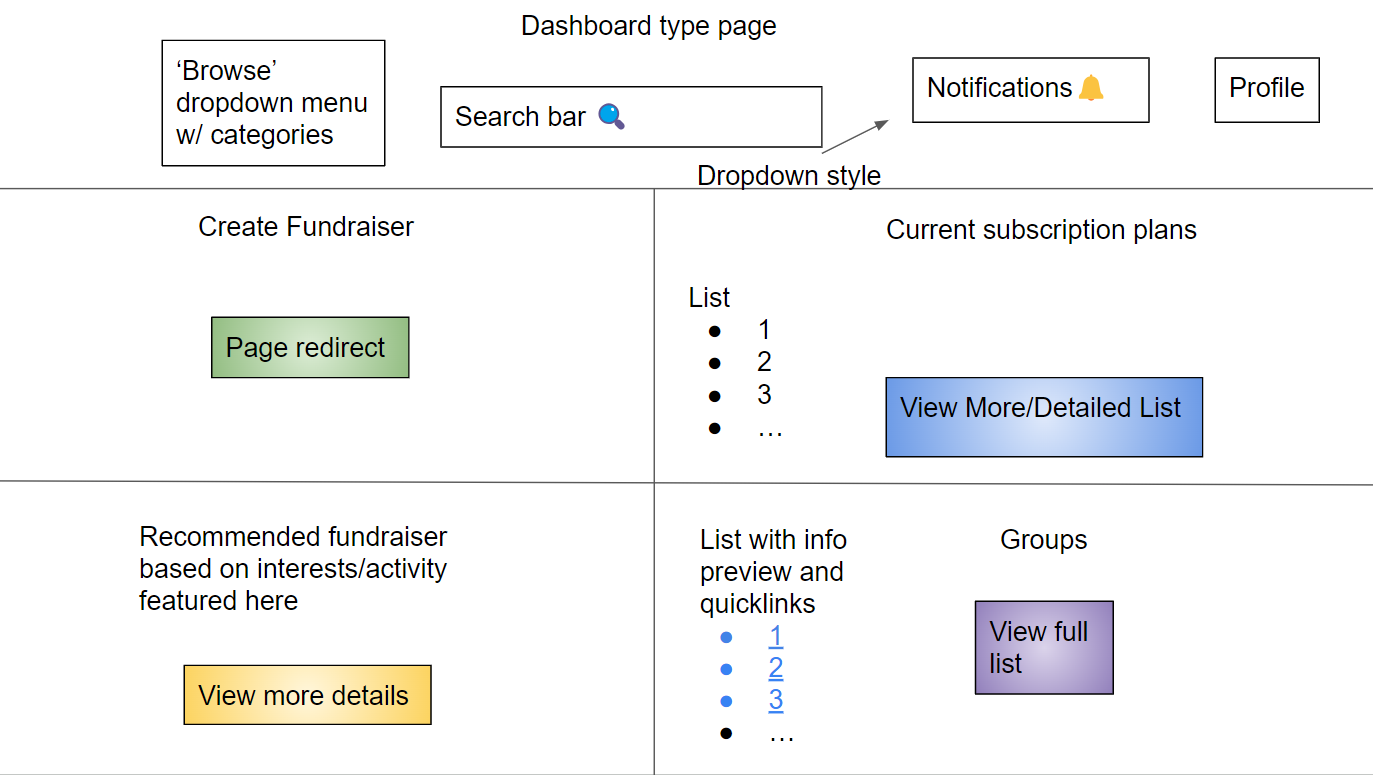 Dashboard type page
‘Browse’
dropdown menu
w/ categories
Search bar 🔍
Notifications🔔
Profile
Dropdown style
Create Fundraiser
Page redirect
Current subscription plans
List
● 1
● 2
● 3
● …
View More/Detailed List
Recommended fundraiser
based on interests/activity
featured here
View more details
List with info
preview and
quicklinks
● 1
● 2
● 3
● …
Groups
View full
list